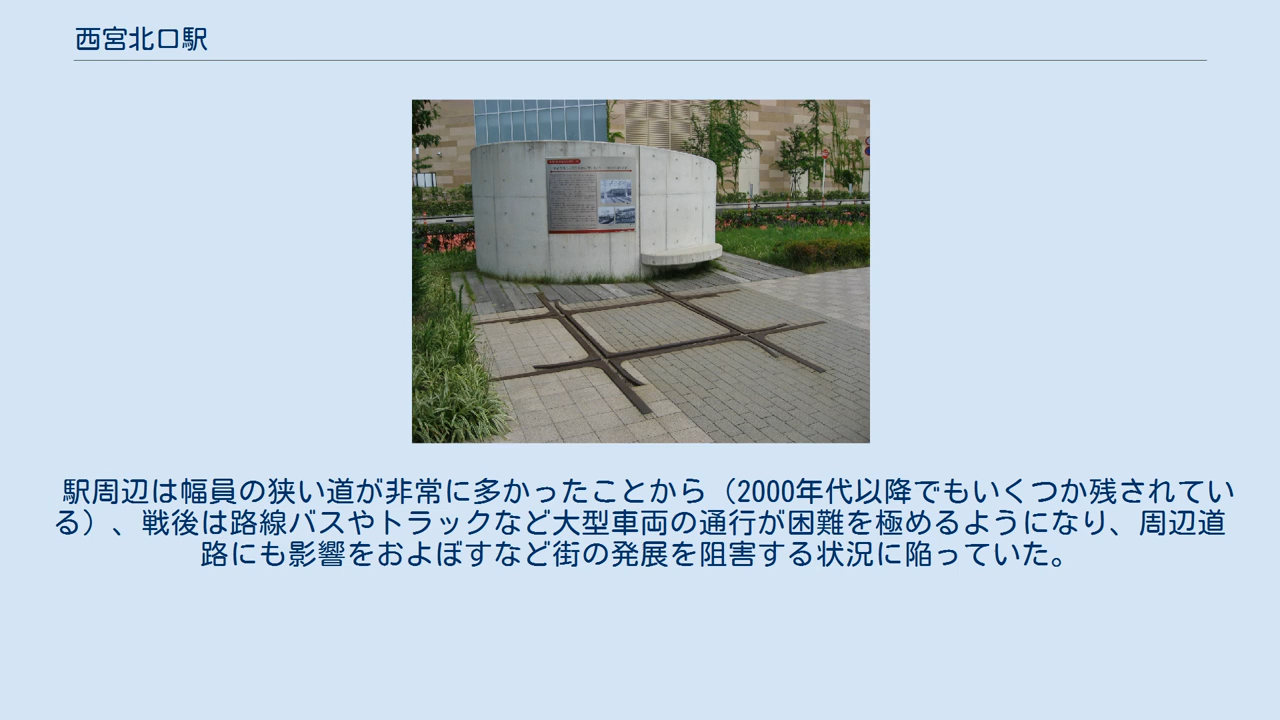 西宮北口駅
駅周辺は幅員の狭い道が非常に多かったことから（2000年代以降でもいくつか残されてい
る）、戦後は路線バスやトラックなど大型車両の通行が困難を極めるようになり、周辺道
路にも影響をおよぼすなど街の発展を阻害する状況に陥っていた。